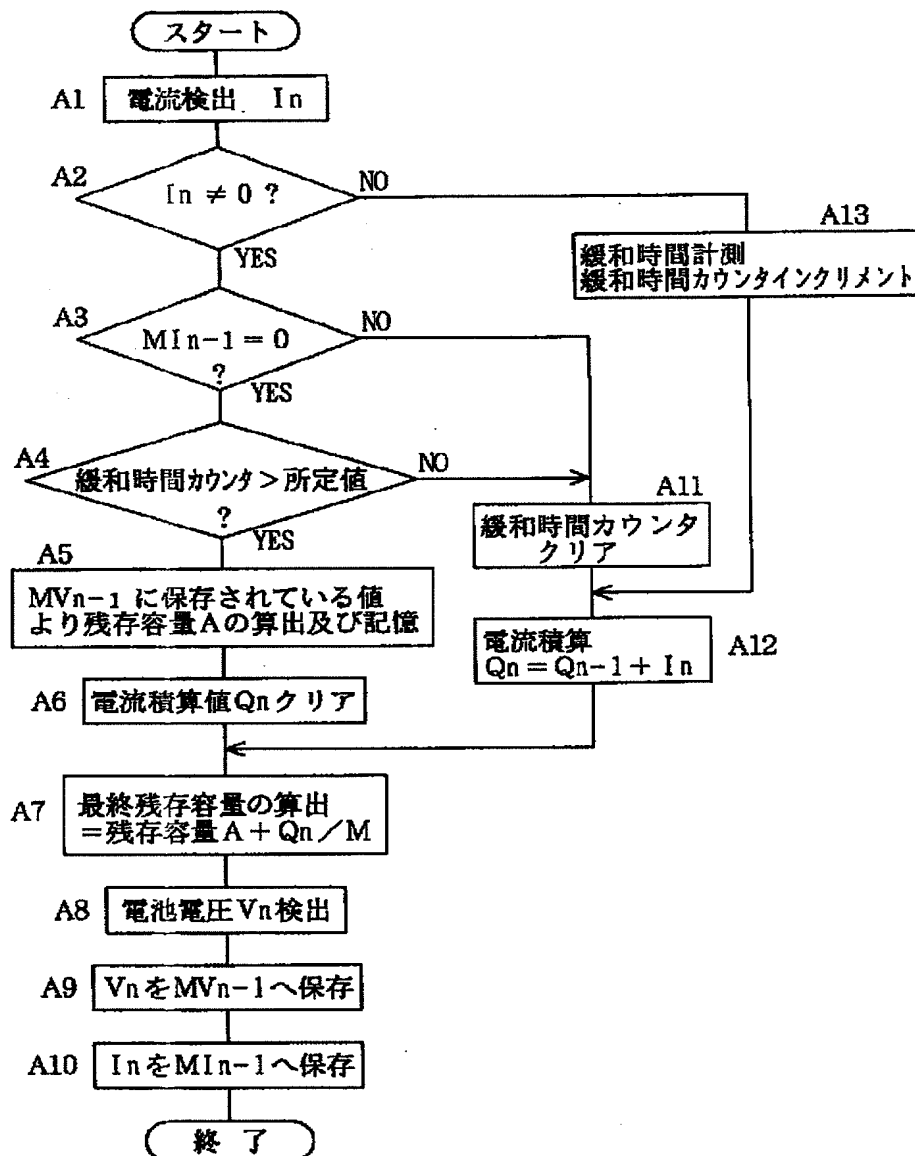 スタート
A1
電流検出 In
A2
In ≠ 0 ?
NO
YES
A13
緩和時間計測
緩和時間カウンタインクリメント
A3
MIn-1 = 0
?
NO
YES
A4
緩和時間カウンタ>所定値
?
NO
YES
A11
緩和時間カウンタ
クリア
A5
MVn-1 に保存されている値
より残存容量Aの算出及び記憶
A12
電流積算
Qn = Qn-1 + In
A6
電流積算値Qnクリア
A7
最終残存容量の算出
=残存容量A+Qn/M
A8
電池電圧Vn検出
A9
VnをMVn-1へ保存
A10
InをMIn-1へ保存
終 了